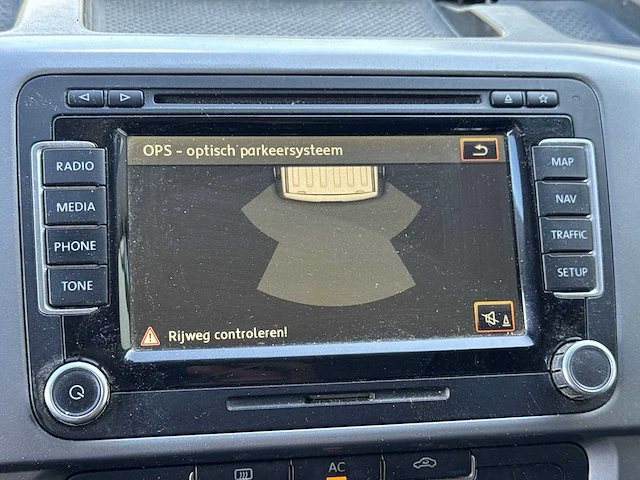 OPS - optisch parkeersysteem
RADIO
MEDIA
PHONE
TONE
MAP
NAV
TRAFFIC
SETUP
Rijweg controleren!
AC